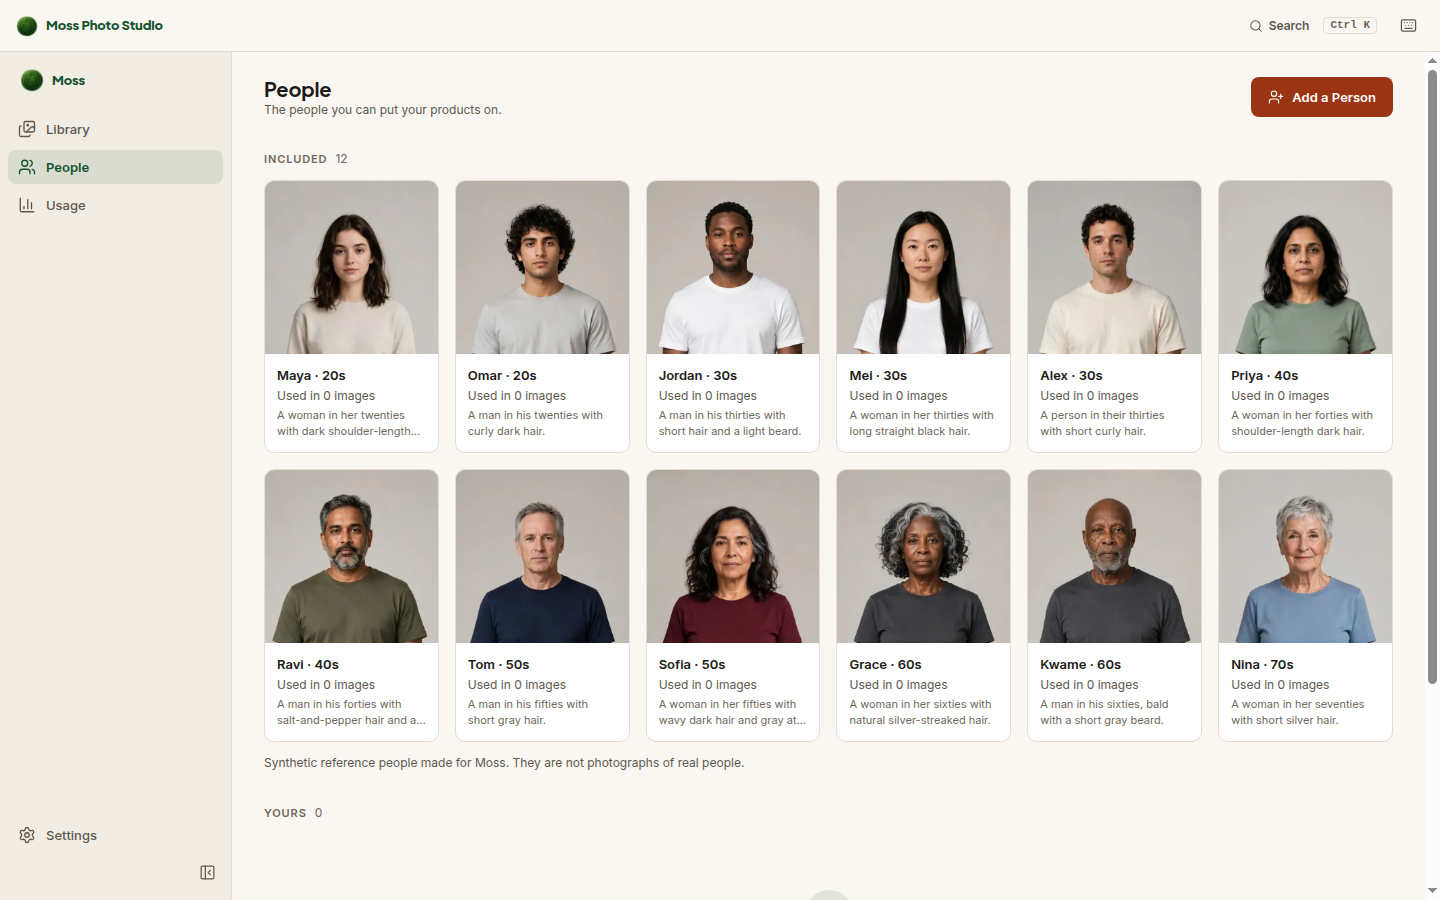 Moss Photo Studio
Search Ctrl K
Moss
Library
People
Usage
Settings
People
The people you can put your products on.
Add a Person
INCLUDED 12
Maya · 20s
Used in 0 images
A woman in her twenties
with dark shoulder-length...
Omar · 20s
Used in 0 images
A man in his twenties with
curly dark hair.
Jordan · 30s
Used in 0 images
A man in his thirties with
short hair and a light beard.
Mei · 30s
Used in 0 images
A woman in her thirties with
long straight black hair.
Alex · 30s
Used in 0 images
A person in their thirties
with short curly hair.
Priya · 40s
Used in 0 images
A woman in her forties with
shoulder-length dark hair.
Ravi · 40s
Used in 0 images
A man in his forties with
salt-and-pepper hair and a...
Tom · 50s
Used in 0 images
A man in his fifties with
short gray hair.
Sofia · 50s
Used in 0 images
A woman in her fifties with
wavy dark hair and gray at...
Grace · 60s
Used in 0 images
A woman in her sixties with
natural silver-streaked hair.
Kwame · 60s
Used in 0 images
A man in his sixties, bald
with a short gray beard.
Nina · 70s
Used in 0 images
A woman in her seventies
with short silver hair.
Synthetic reference people made for Moss. They are not photographs of real people.
YOURS 0